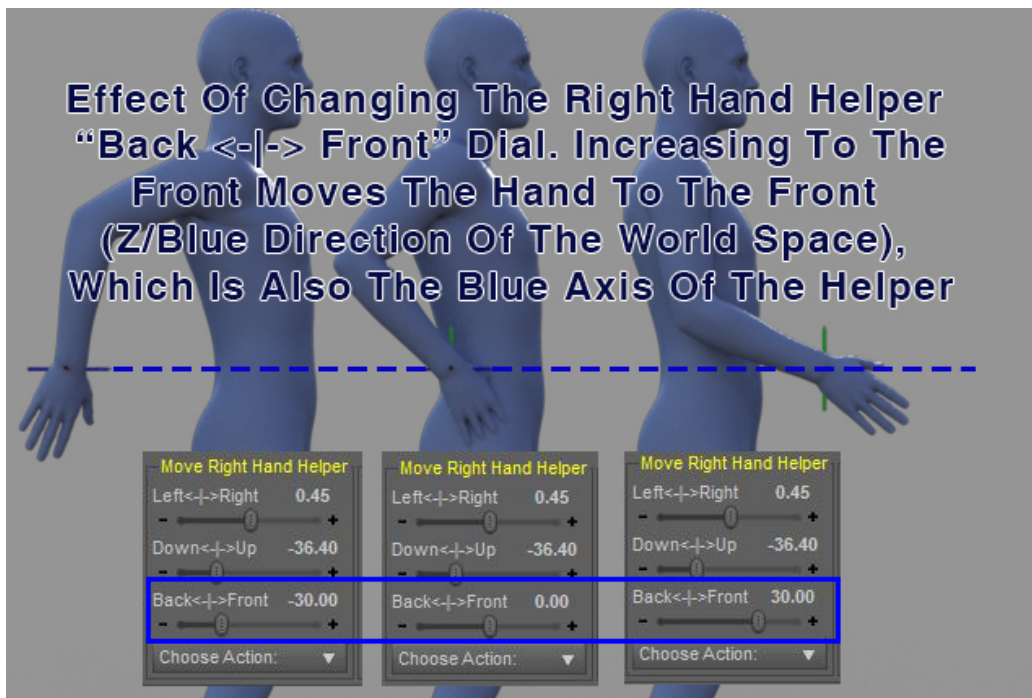 Effect Of Changing The Right Hand Helper
“Back <-|-> Front” Dial. Increasing To The
Front Moves The Hand To The Front
(Z/Blue Direction Of The World Space),
Which Is Also The Blue Axis Of The Helper
Move Right Hand Helper
Left<-|->Right 0.45
- +
Down<-|->Up -36.40
- +
Back<-|->Front -30.00
- +
Choose Action:
Move Right Hand Helper
Left<-|->Right 0.45
- +
Down<-|->Up -36.40
- +
Back<-|->Front 0.00
- +
Choose Action:
Move Right Hand Helper
Left<-|->Right 0.45
- +
Down<-|->Up -36.40
- +
Back<-|->Front 30.00
- +
Choose Action: